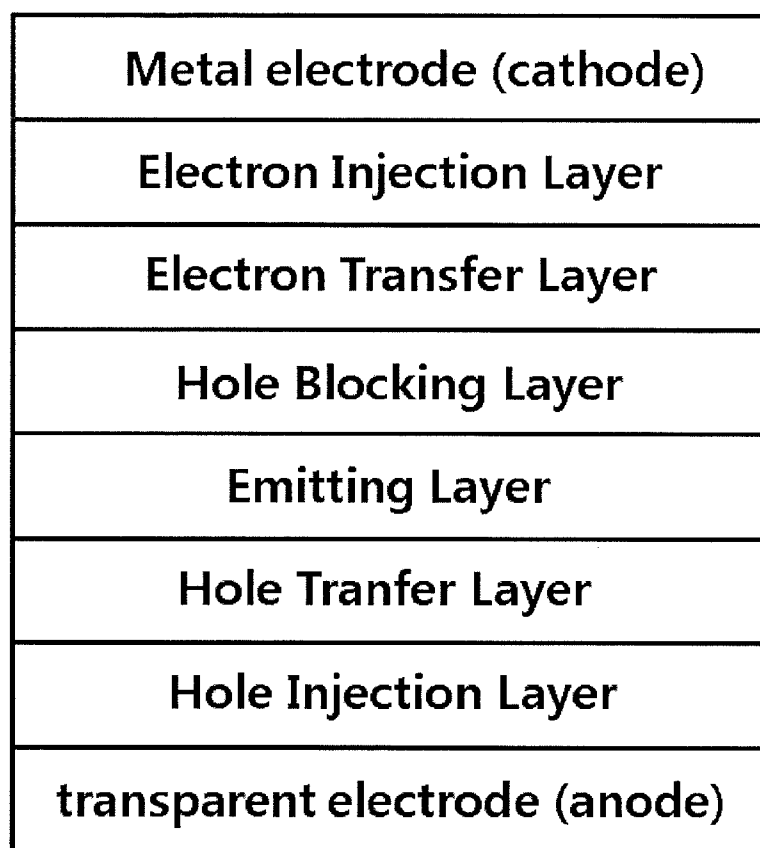 Metal electrode (cathode)
Electron Injection Layer
Electron Transfer Layer
Hole Blocking Layer
Emitting Layer
Hole Tranfer Layer
Hole Injection Layer
transparent electrode (anode)